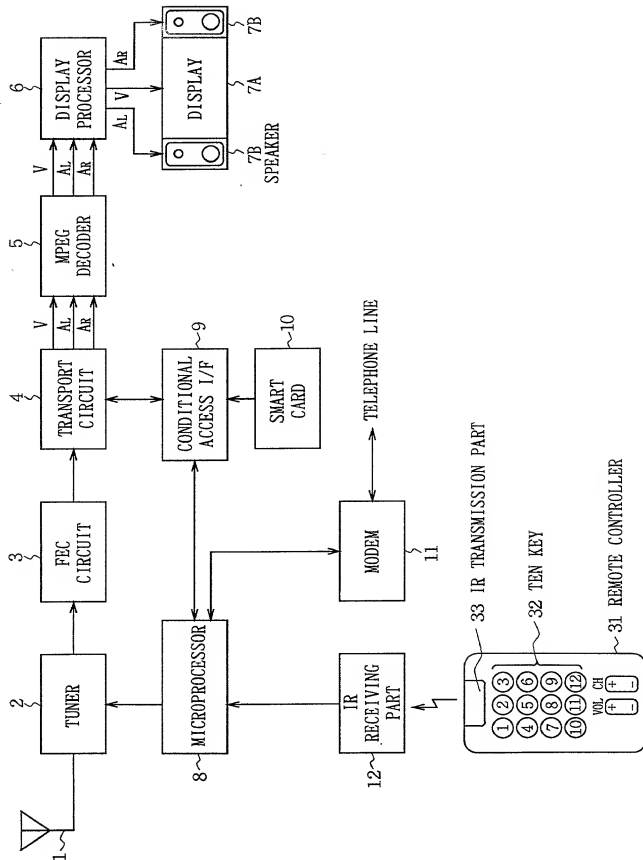 1
2
TUNER
3
FEC
CIRCUIT
4
TRANSPORT
CIRCUIT
V
AL
AR
5
MPEG
DECODER
V
AL
AR
6
DISPLAY
PROCESSOR
AL
V
AR
DISPLAY
7B
7A
7B
SPEAKER
8
MICROPROCESSOR
9
CONDITIONAL
ACCESS I/F
10
SMART
CARD
11
MODEM
TELEPHONE LINE
12
IR
RECEIVING
PART
33 IR TRANSMISSION PART
32 TEN KEY
31 REMOTE CONTROLLER
1 2 3
4 5 6
7 8 9
10 11 12
VOL CH
+ +
- -